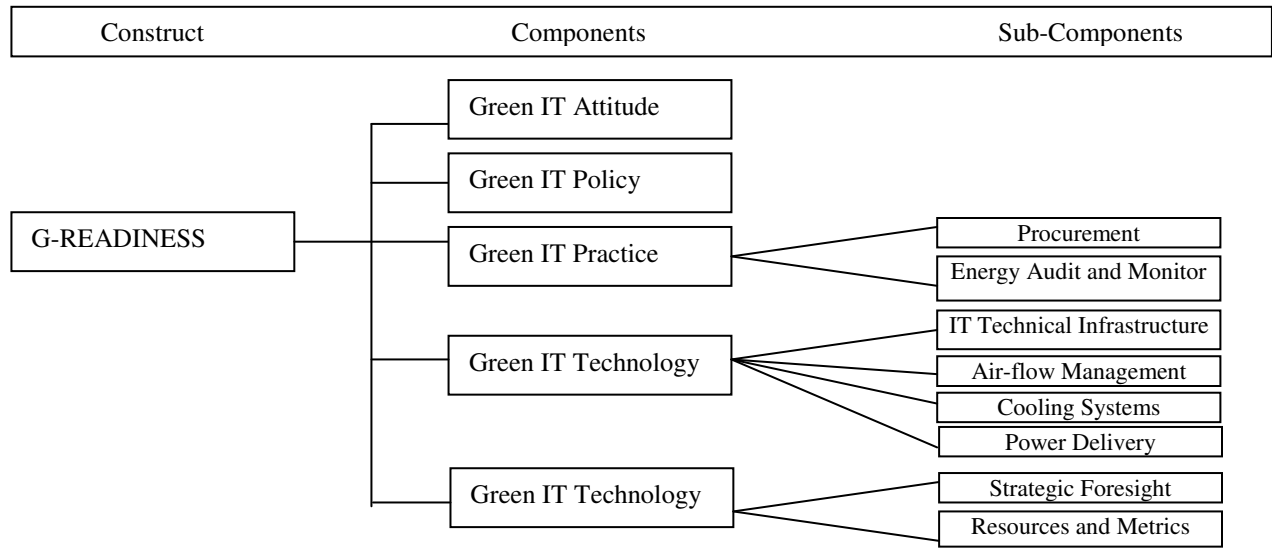 Construct Components Sub-Components
Green IT Attitude
Green IT Policy
G-READINESS
Green IT Practice
Procurement
Energy Audit and Monitor
Green IT Technology
IT Technical Infrastructure
Air-flow Management
Cooling Systems
Power Delivery
Green IT Technology
Strategic Foresight
Resources and Metrics